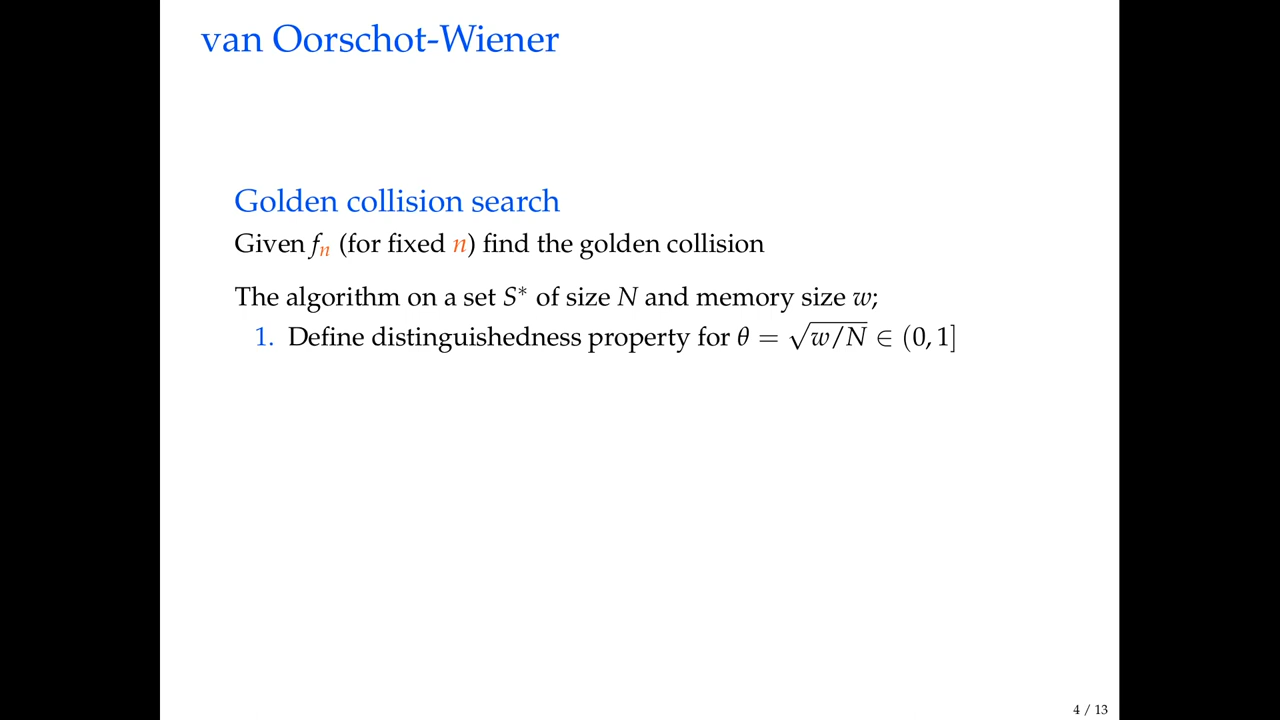 van Oorschot-Wiener
Golden collision search
Given fₙ (for fixed n) find the golden collision
The algorithm on a set S* of size N and memory size w;
1. Define distinguishedness property for θ = √w/N ∈ (0, 1]
4 / 13